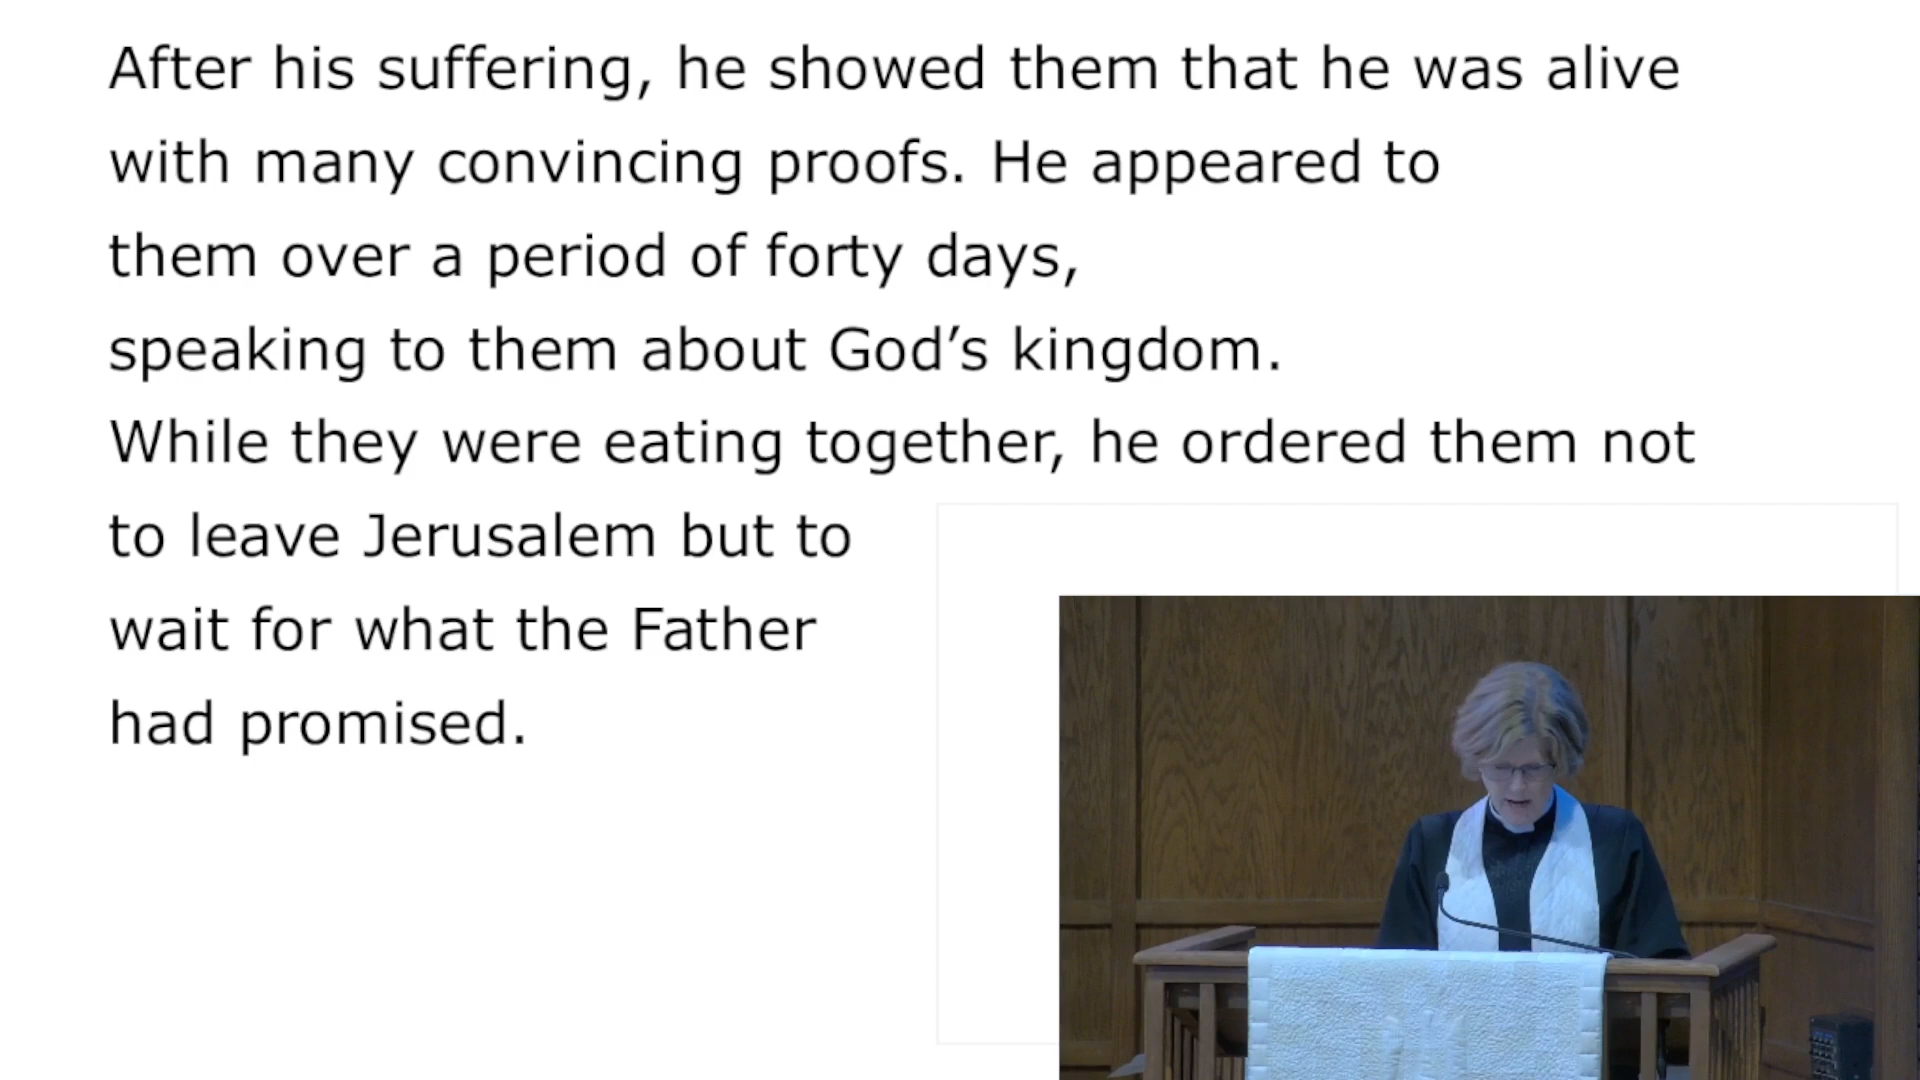 After his suffering, he showed them that he was alive
with many convincing proofs. He appeared to
them over a period of forty days,
speaking to them about God’s kingdom.
While they were eating together, he ordered them not
to leave Jerusalem but to
wait for what the Father
had promised.